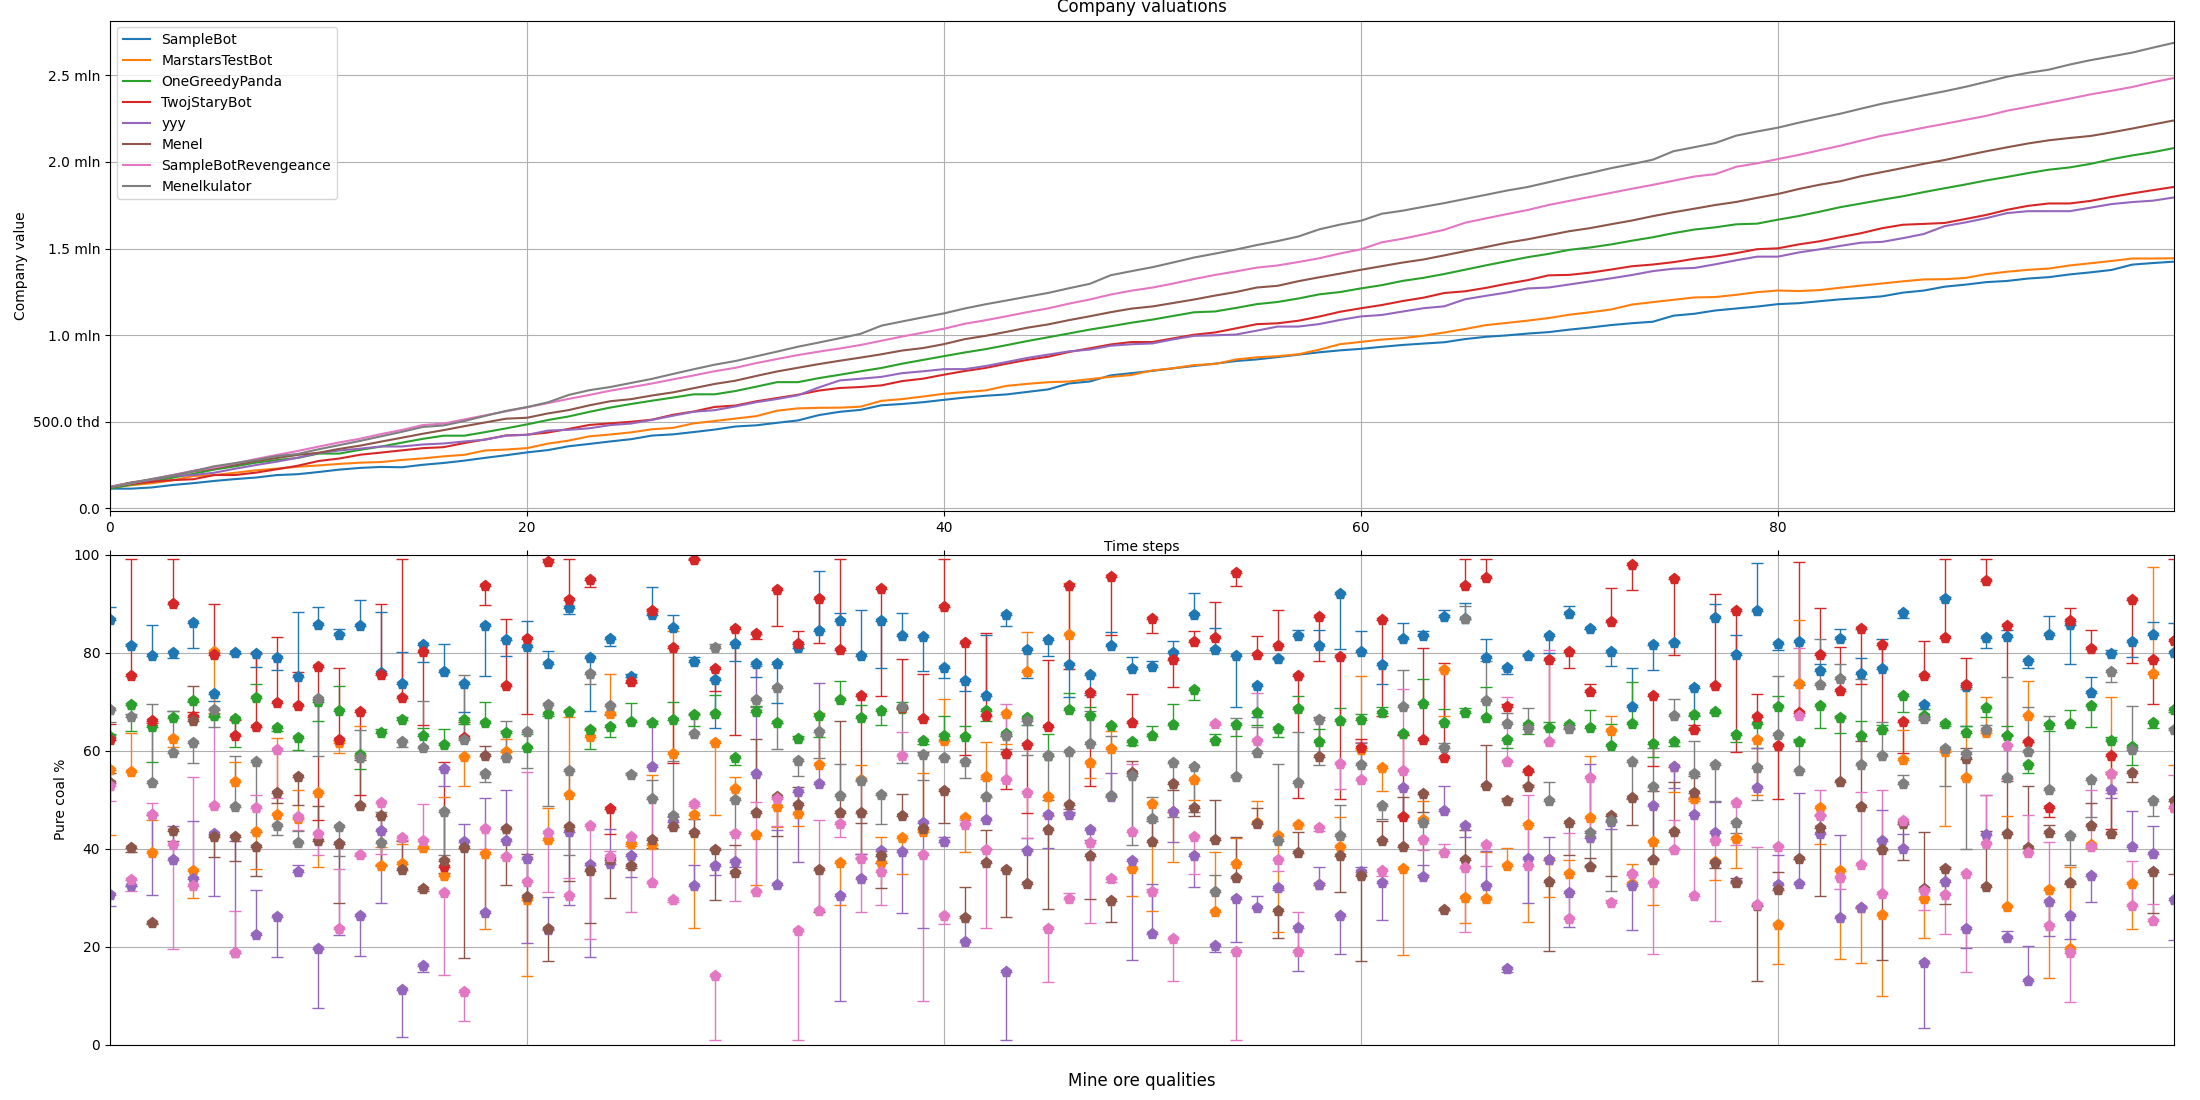 Company valuations
SampleBot
MarstarsTestBot
OneGreedyPanda
TwojStaryBot
yyy
Menel
SampleBotRevengeance
Menelkulator
Company value
2.5 mln
2.0 mln
1.5 mln
1.0 mln
500.0 thd
0.0
0 20 40 60 80
Time steps
Pure coal %
100
80
60
40
20
0
Mine ore qualities